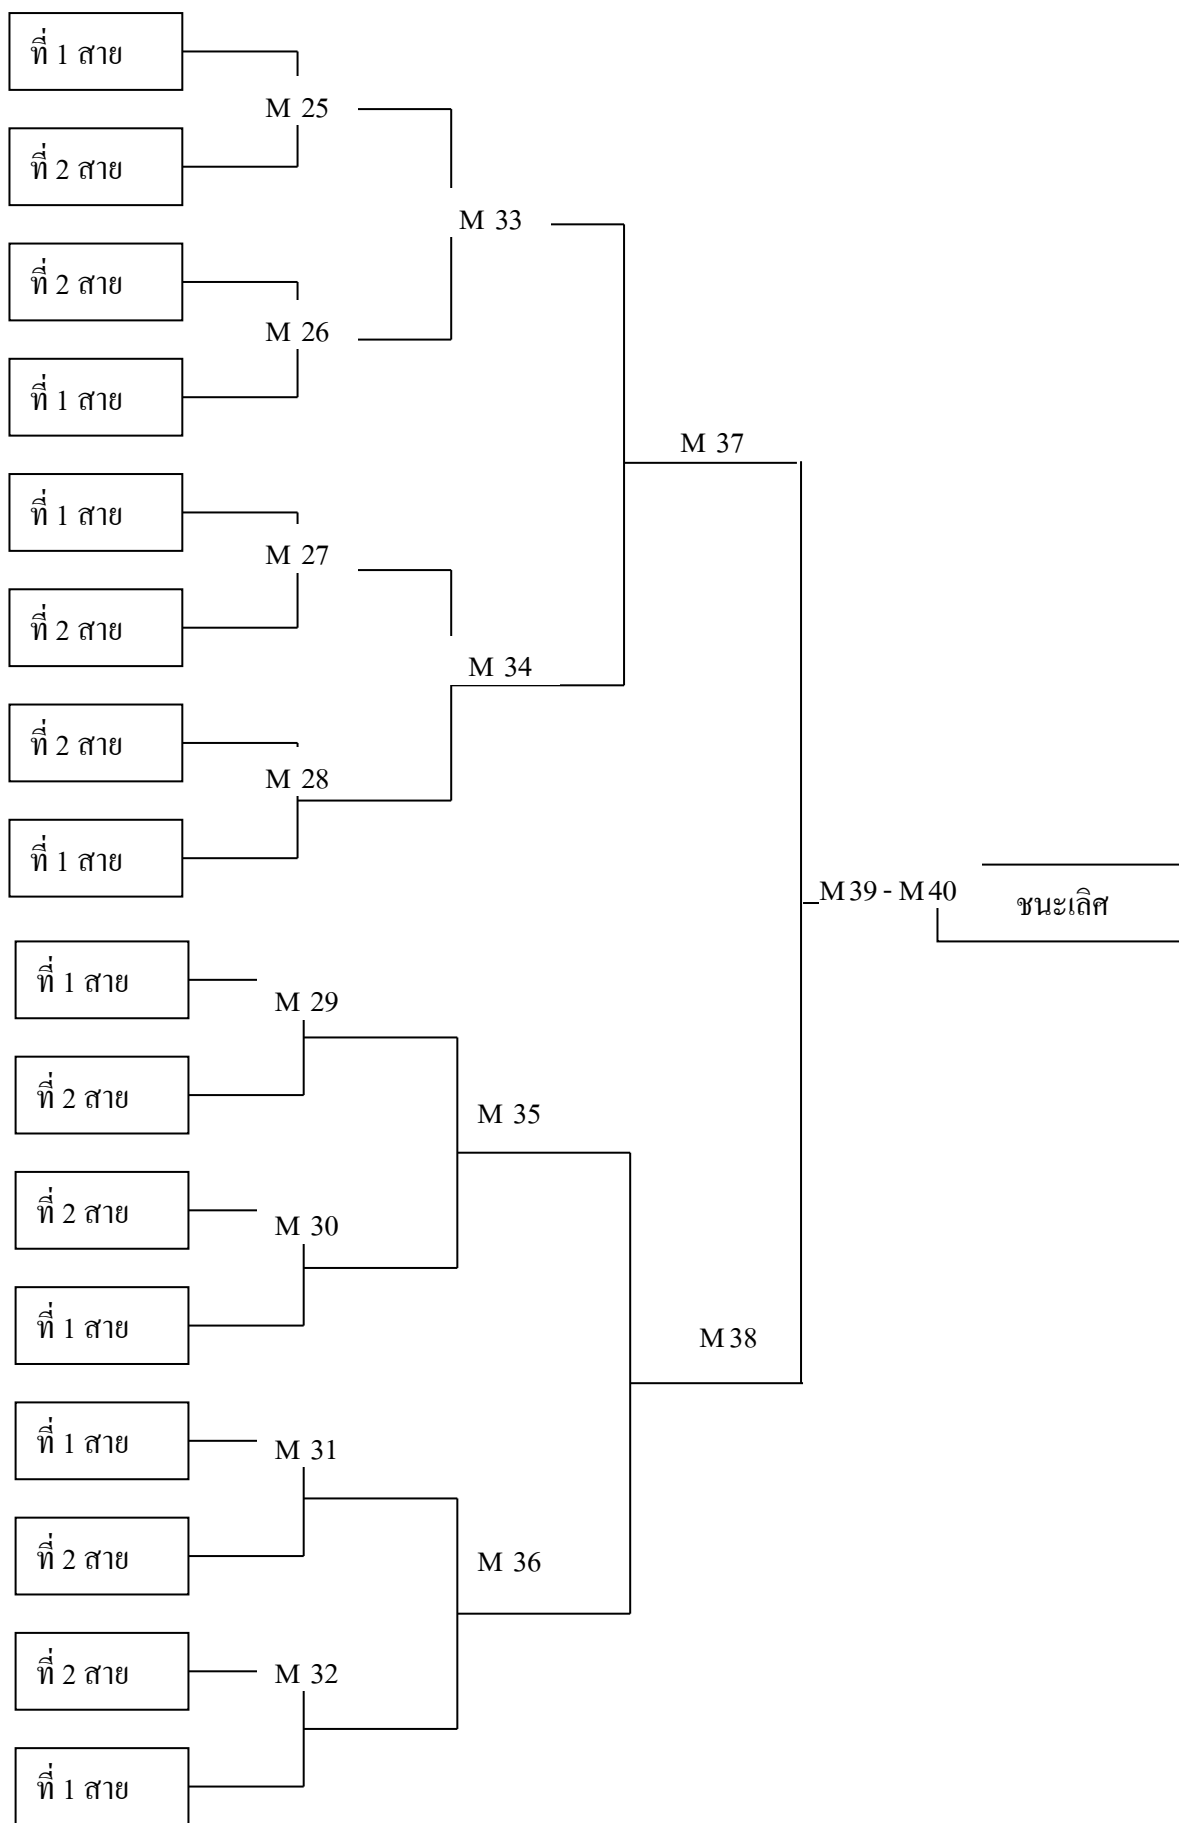 ที่ 1 สาย
M 25
ที่ 2 สาย
M 33
ที่ 2 สาย
M 26
ที่ 1 สาย
M 37
ที่ 1 สาย
M 27
ที่ 2 สาย
M 34
ที่ 2 สาย
M 28
ที่ 1 สาย
M 39 - M 40
ชนะเลิศ
ที่ 1 สาย
M 29
ที่ 2 สาย
M 35
ที่ 2 สาย
M 30
ที่ 1 สาย
M 38
ที่ 1 สาย
M 31
ที่ 2 สาย
M 36
ที่ 2 สาย
M 32
ที่ 1 สาย